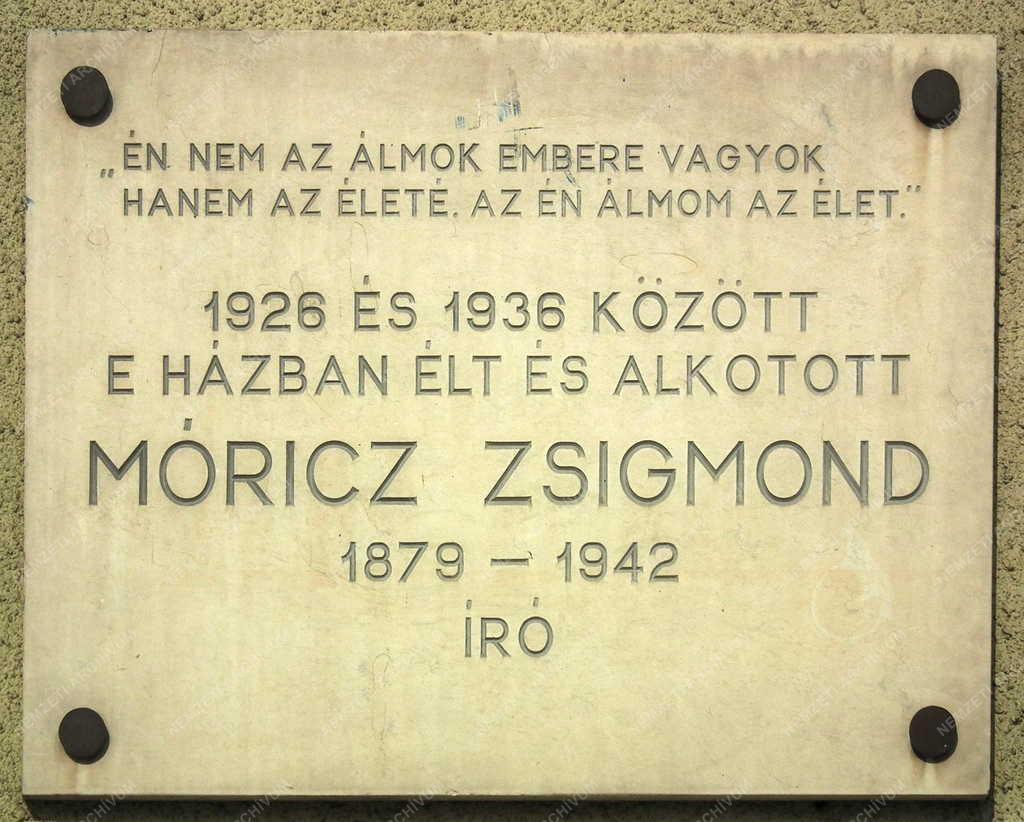 „ÉN NEM AZ ÁLMOK EMBERE VAGYOK
HANEM AZ ÉLETÉ. AZ ÉN ÁLMOM AZ ÉLET.”
1926 ÉS 1936 KÖZÖTT
E HÁZBAN ÉLT ÉS ALKOTOTT
MÓRICZ ZSIGMOND
1879 – 1942
ÍRÓ